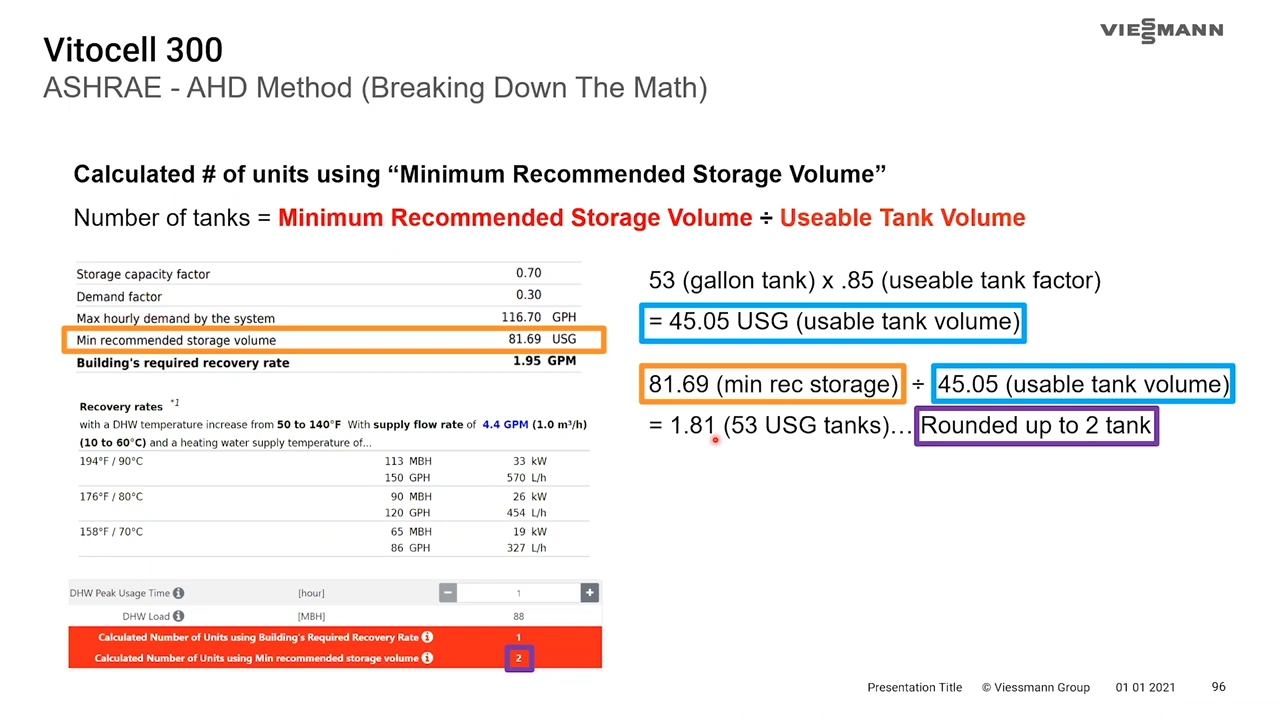 VIESSMANN
Vitocell 300
ASHRAE - AHD Method (Breaking Down The Math)
Calculated # of units using “Minimum Recommended Storage Volume”
Number of tanks = Minimum Recommended Storage Volume ÷ Useable Tank Volume
Storage capacity factor 0.70
Demand factor 0.30
Max hourly demand by the system 116.70 GPH
Min recommended storage volume 81.69 USG
Building's required recovery rate 1.95 GPM
Recovery rates *1
with a DHW temperature increase from 50 to 140°F With supply flow rate of 4.4 GPM (1.0 m³/h)
(10 to 60°C) and a heating water supply temperature of...
194°F / 90°C 113 MBH 33 kW
150 GPH 570 L/h
176°F / 80°C 90 MBH 26 kW
120 GPH 454 L/h
158°F / 70°C 65 MBH 19 kW
86 GPH 327 L/h
DHW Peak Usage Time [hour] 1
DHW Load [MBH] 88
Calculated Number of Units using Building's Required Recovery Rate 1
Calculated Number of Units using Min recommended storage volume 2
53 (gallon tank) x .85 (useable tank factor)
= 45.05 USG (usable tank volume)
81.69 (min rec storage) ÷ 45.05 (usable tank volume)
= 1.81 (53 USG tanks)… Rounded up to 2 tank
Presentation Title © Viessmann Group 01 01 2021 96